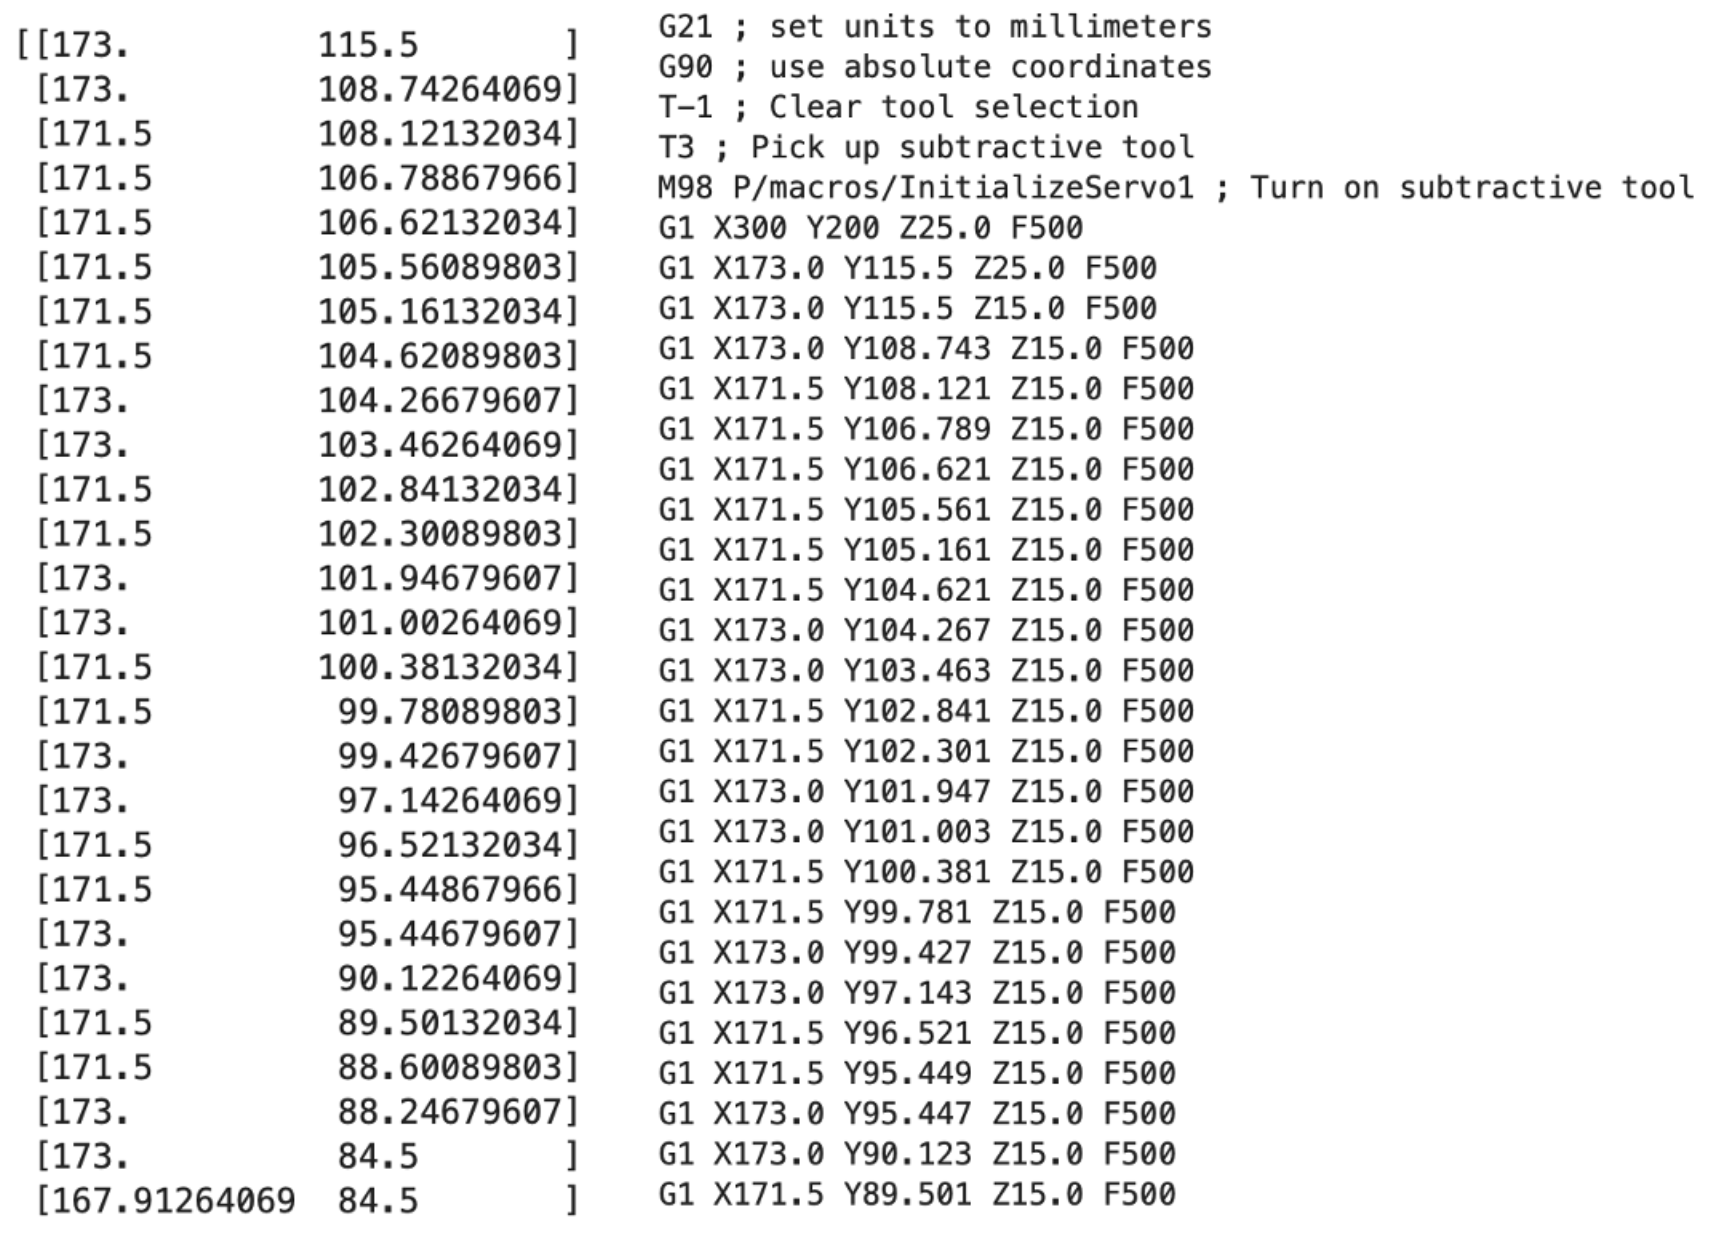 [[173.         115.5       ]
 [173.         108.74264069]
 [171.5        108.12132034]
 [171.5        106.78867966]
 [171.5        106.62132034]
 [171.5        105.56089803]
 [171.5        105.16132034]
 [171.5        104.62089803]
 [173.         104.26679607]
 [173.         103.46264069]
 [171.5        102.84132034]
 [171.5        102.30089803]
 [173.         101.94679607]
 [173.         101.00264069]
 [171.5        100.38132034]
 [171.5         99.78089803]
 [173.          99.42679607]
 [173.          97.14264069]
 [171.5         96.52132034]
 [171.5         95.44867966]
 [173.          95.44679607]
 [173.          90.12264069]
 [171.5         89.50132034]
 [171.5         88.60089803]
 [173.          88.24679607]
 [173.          84.5       ]
 [167.91264069  84.5       ]
G21 ; set units to millimeters
G90 ; use absolute coordinates
T-1 ; Clear tool selection
T3 ; Pick up subtractive tool
M98 P/macros/InitializeServo1 ; Turn on subtractive tool
G1 X300 Y200 Z25.0 F500
G1 X173.0 Y115.5 Z25.0 F500
G1 X173.0 Y115.5 Z15.0 F500
G1 X173.0 Y108.743 Z15.0 F500
G1 X171.5 Y108.121 Z15.0 F500
G1 X171.5 Y106.789 Z15.0 F500
G1 X171.5 Y106.621 Z15.0 F500
G1 X171.5 Y105.561 Z15.0 F500
G1 X171.5 Y105.161 Z15.0 F500
G1 X171.5 Y104.621 Z15.0 F500
G1 X173.0 Y104.267 Z15.0 F500
G1 X173.0 Y103.463 Z15.0 F500
G1 X171.5 Y102.841 Z15.0 F500
G1 X171.5 Y102.301 Z15.0 F500
G1 X173.0 Y101.947 Z15.0 F500
G1 X173.0 Y101.003 Z15.0 F500
G1 X171.5 Y100.381 Z15.0 F500
G1 X171.5 Y99.781 Z15.0 F500
G1 X173.0 Y99.427 Z15.0 F500
G1 X173.0 Y97.143 Z15.0 F500
G1 X171.5 Y96.521 Z15.0 F500
G1 X171.5 Y95.449 Z15.0 F500
G1 X173.0 Y95.447 Z15.0 F500
G1 X173.0 Y90.123 Z15.0 F500
G1 X171.5 Y89.501 Z15.0 F500